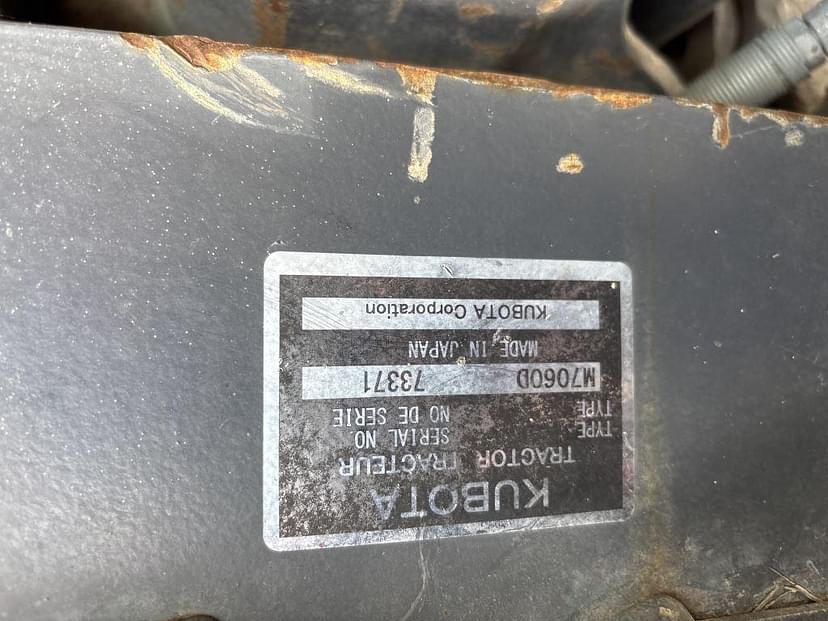 KUBOTA
TRACTOR TRACTEUR
TYPE SERIAL NO
TYPE NO DE SERIE
M7060D 73371
MADE IN JAPAN
KUBOTA Corporation